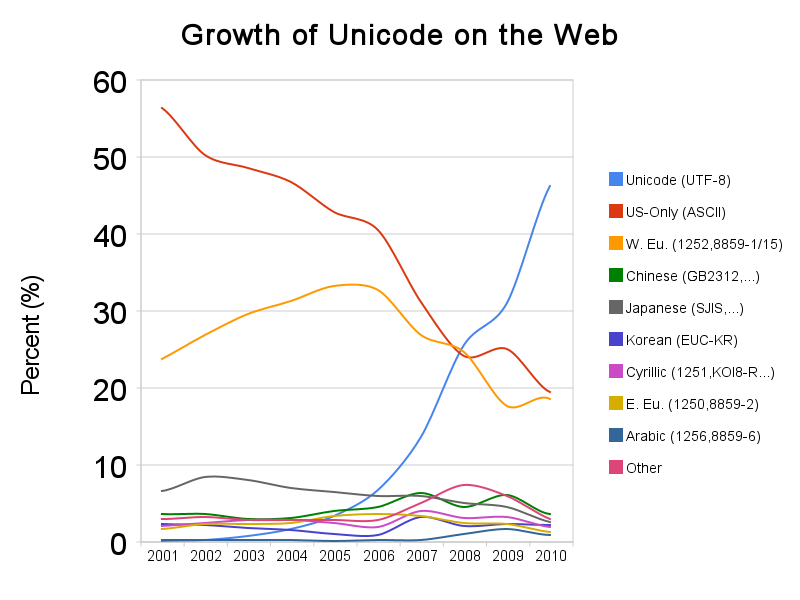 Growth of Unicode on the Web
Percent (%)
60
50
40
30
20
10
0
2001 2002 2003 2004 2005 2006 2007 2008 2009 2010
Unicode (UTF-8)
US-Only (ASCII)
W. Eu. (1252,8859-1/15)
Chinese (GB2312,...)
Japanese (SJIS,...)
Korean (EUC-KR)
Cyrillic (1251,KOI8-R...)
E. Eu. (1250,8859-2)
Arabic (1256,8859-6)
Other